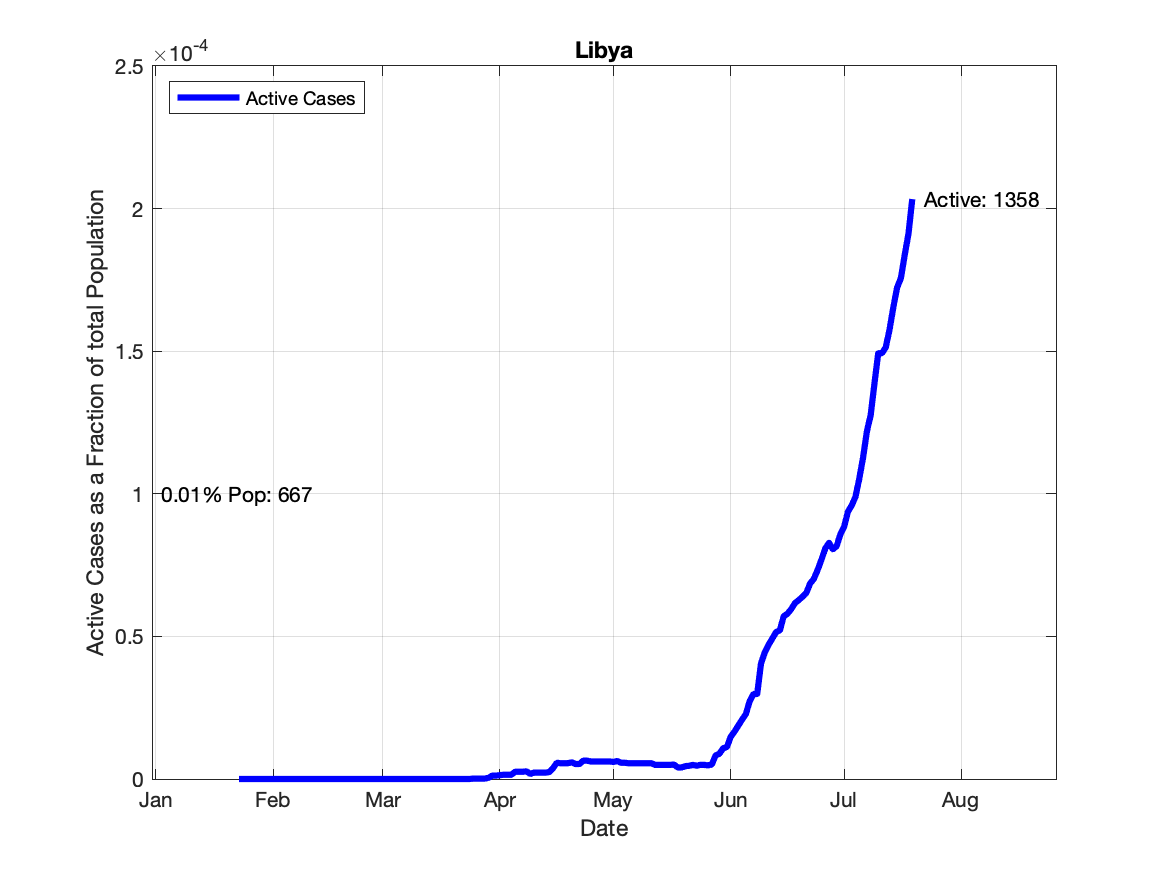 Libya
×10-4
Active Cases
2.5
2
1.5
1
0.5
0
Active: 1358
0.01% Pop: 667
Active Cases as a Fraction of total Population
Jan Feb Mar Apr May Jun Jul Aug
Date